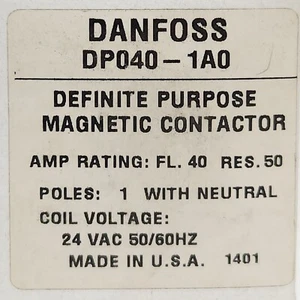 DANFOSS
DP040-1A0
DEFINITE PURPOSE
MAGNETIC CONTACTOR
AMP RATING: FL. 40 RES. 50
POLES: 1 WITH NEUTRAL
COIL VOLTAGE:
24 VAC 50/60HZ
MADE IN U.S.A. 1401